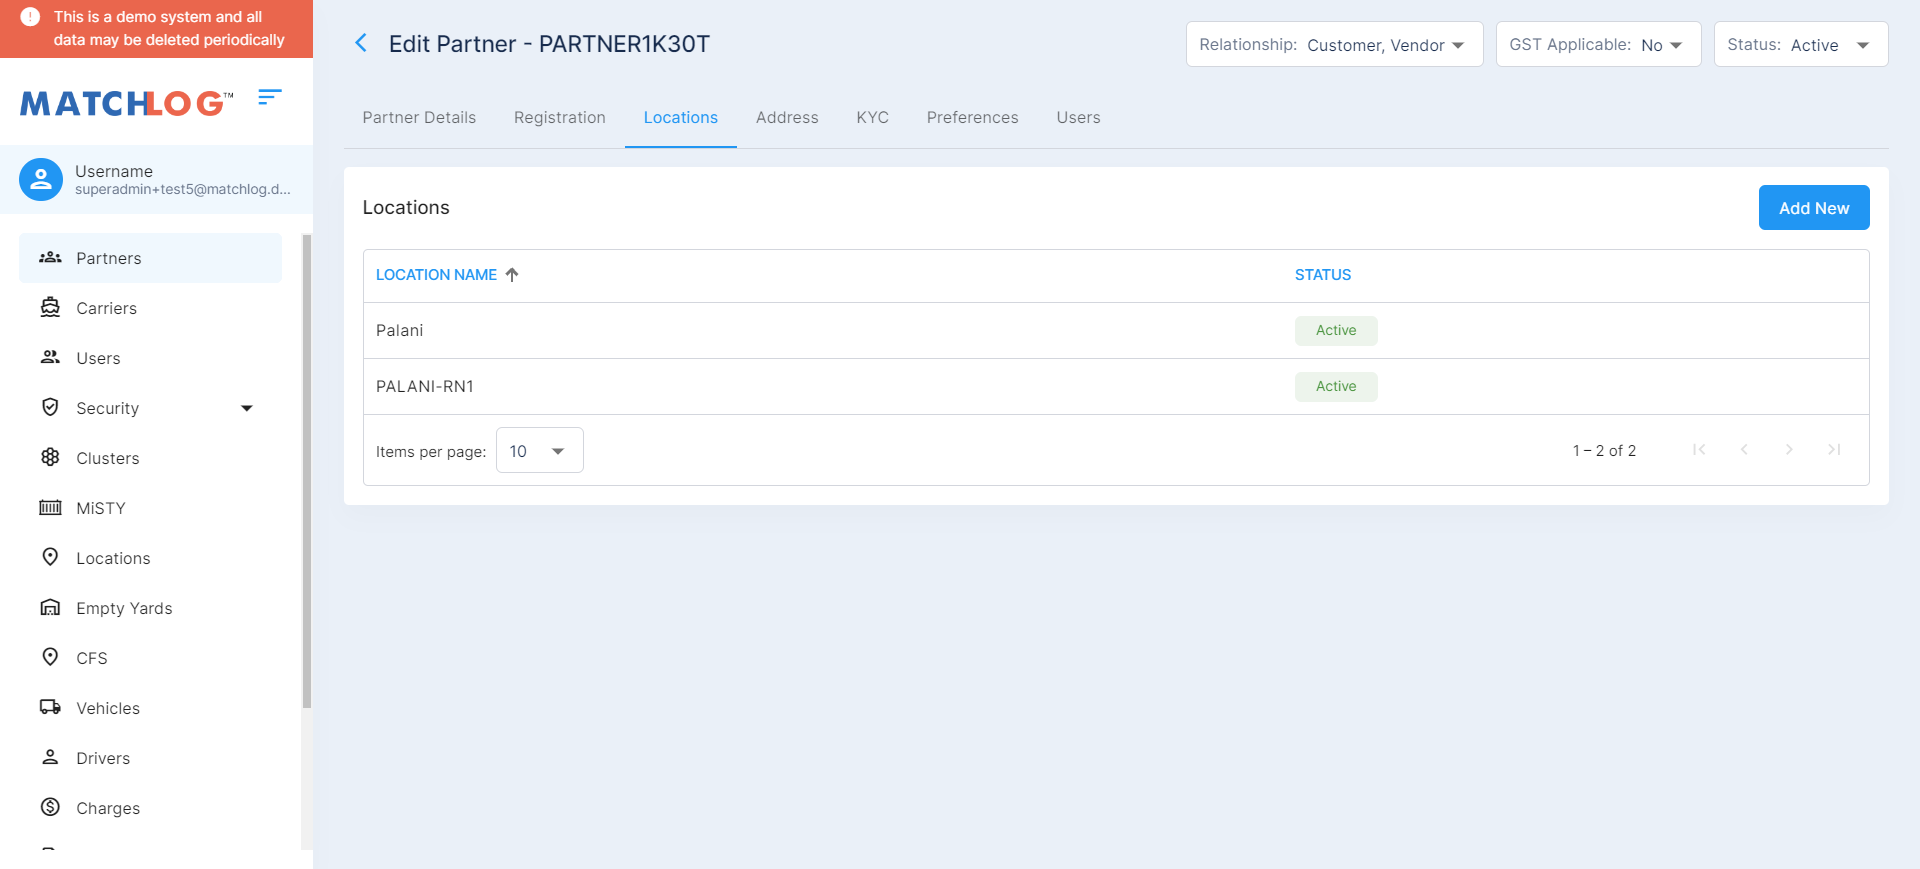 This is a demo system and all
data may be deleted periodically
MATCHLOG™
Username
superadmin+test5@matchlog.d...
Partners
Carriers
Users
Security
Clusters
MiSTY
Locations
Empty Yards
CFS
Vehicles
Drivers
Charges
Edit Partner - PARTNER1K30T
Relationship: Customer, Vendor
GST Applicable: No
Status: Active
Partner Details
Registration
Locations
Address
KYC
Preferences
Users
Locations
Add New
LOCATION NAME
STATUS
Palani
Active
PALANI-RN1
Active
Items per page: 10
1 – 2 of 2